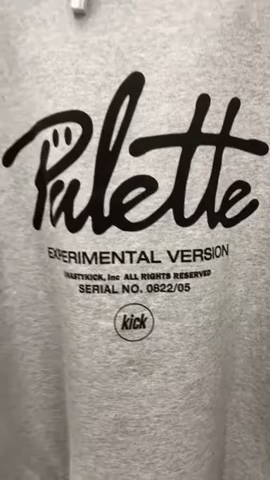 Palette
EXPERIMENTAL VERSION
NASTYKICK, Inc ALL RIGHTS RESERVED
SERIAL NO. 0822/05
kick